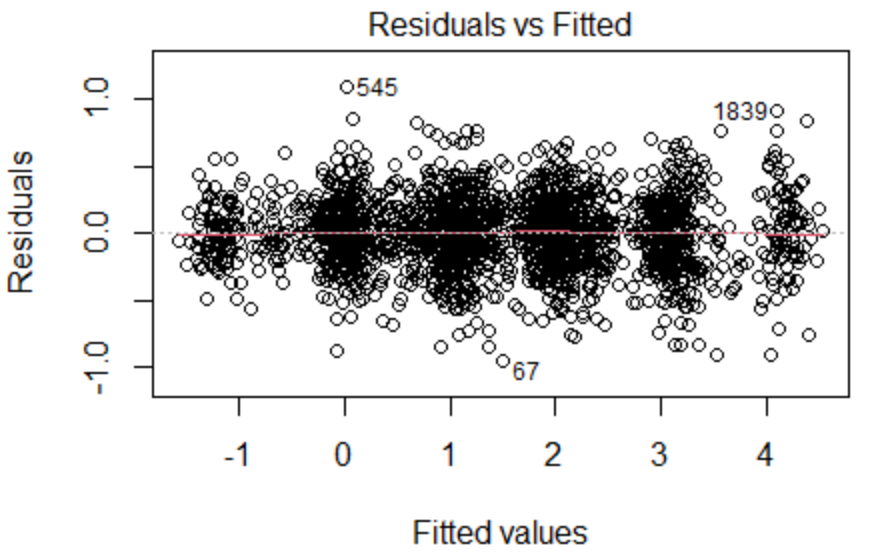 Residuals vs Fitted
Residuals
1.0
0.0
-1.0
545
1839
67
-1 0 1 2 3 4
Fitted values